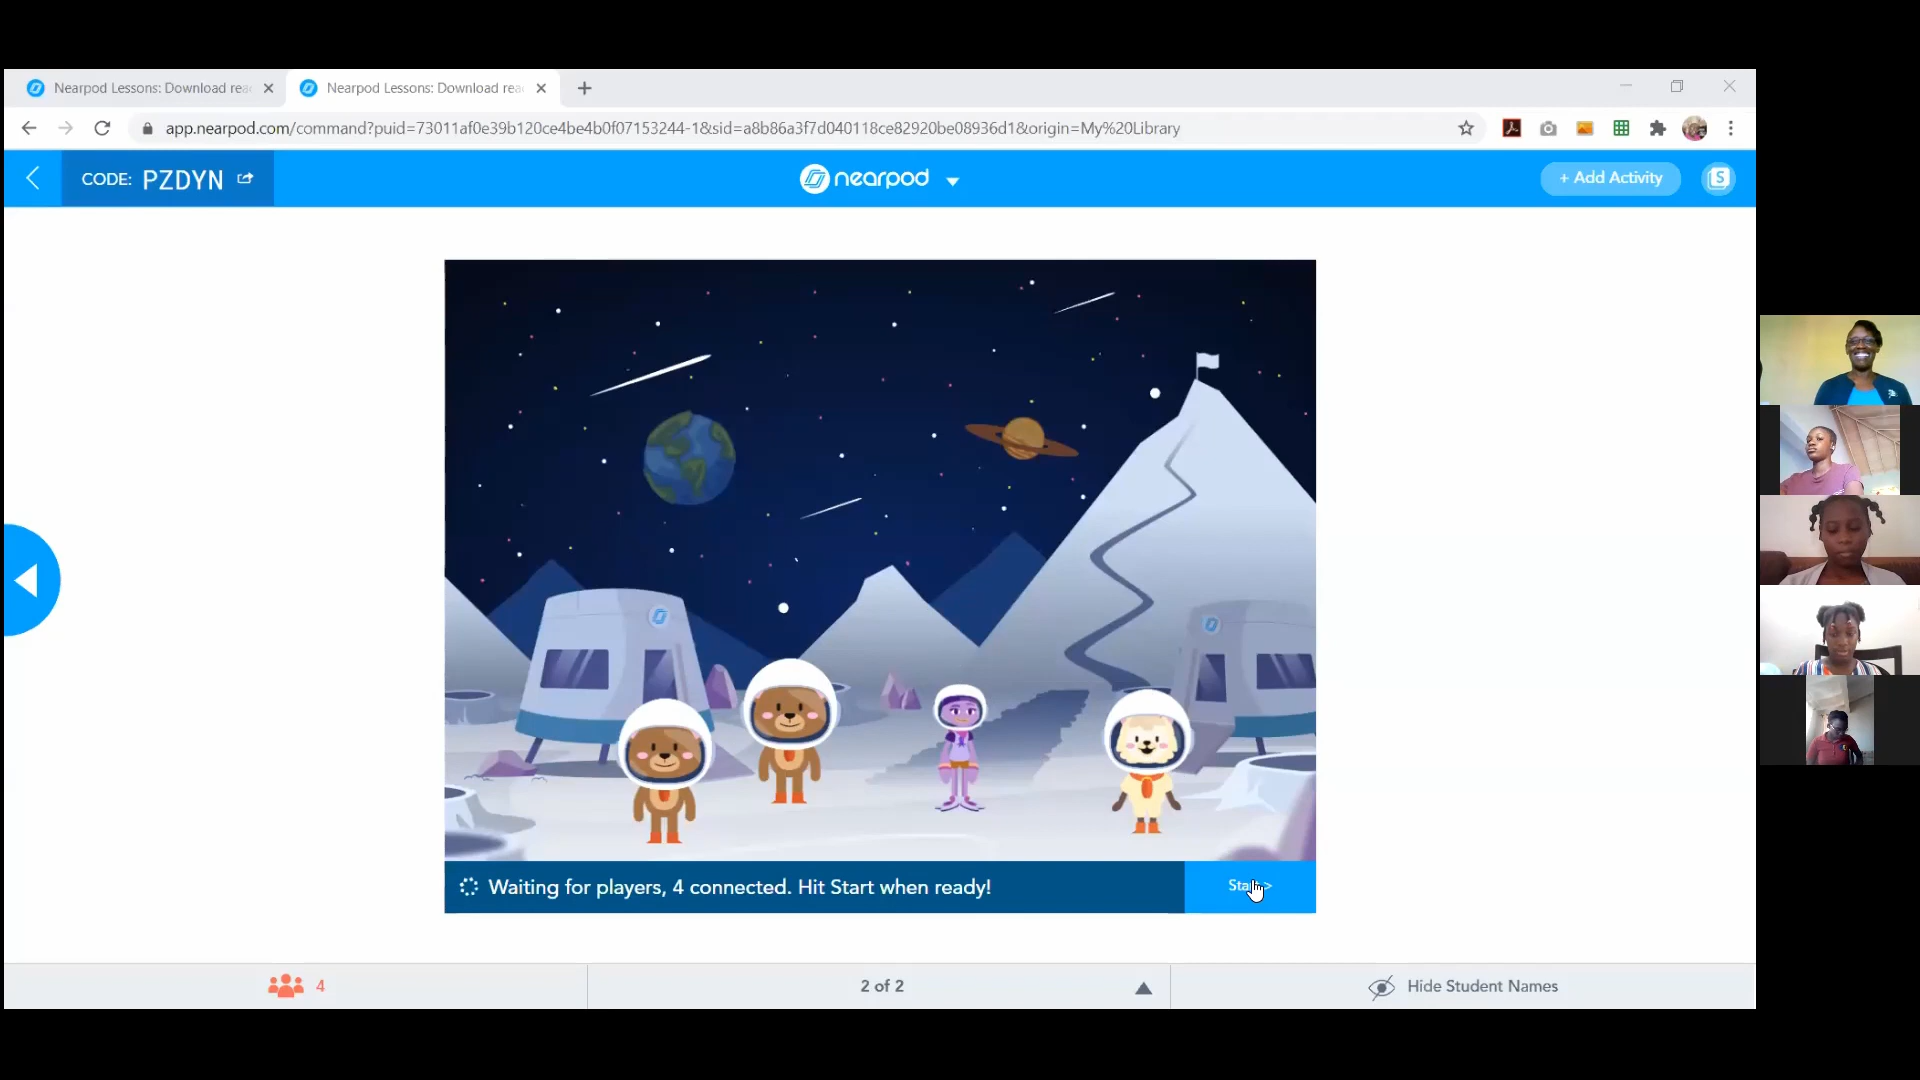 Nearpod Lessons: Download rea
Nearpod Lessons: Download rea
app.nearpod.com/command?puid=73011af0e39b120ce4be4b0f07153244-1&sid=a8b86a3f7d040118ce82920be08936d1&origin=My%20Library
CODE: PZDYN
nearpod
+ Add Activity
S
Waiting for players, 4 connected. Hit Start when ready!
4
2 of 2
Hide Student Names